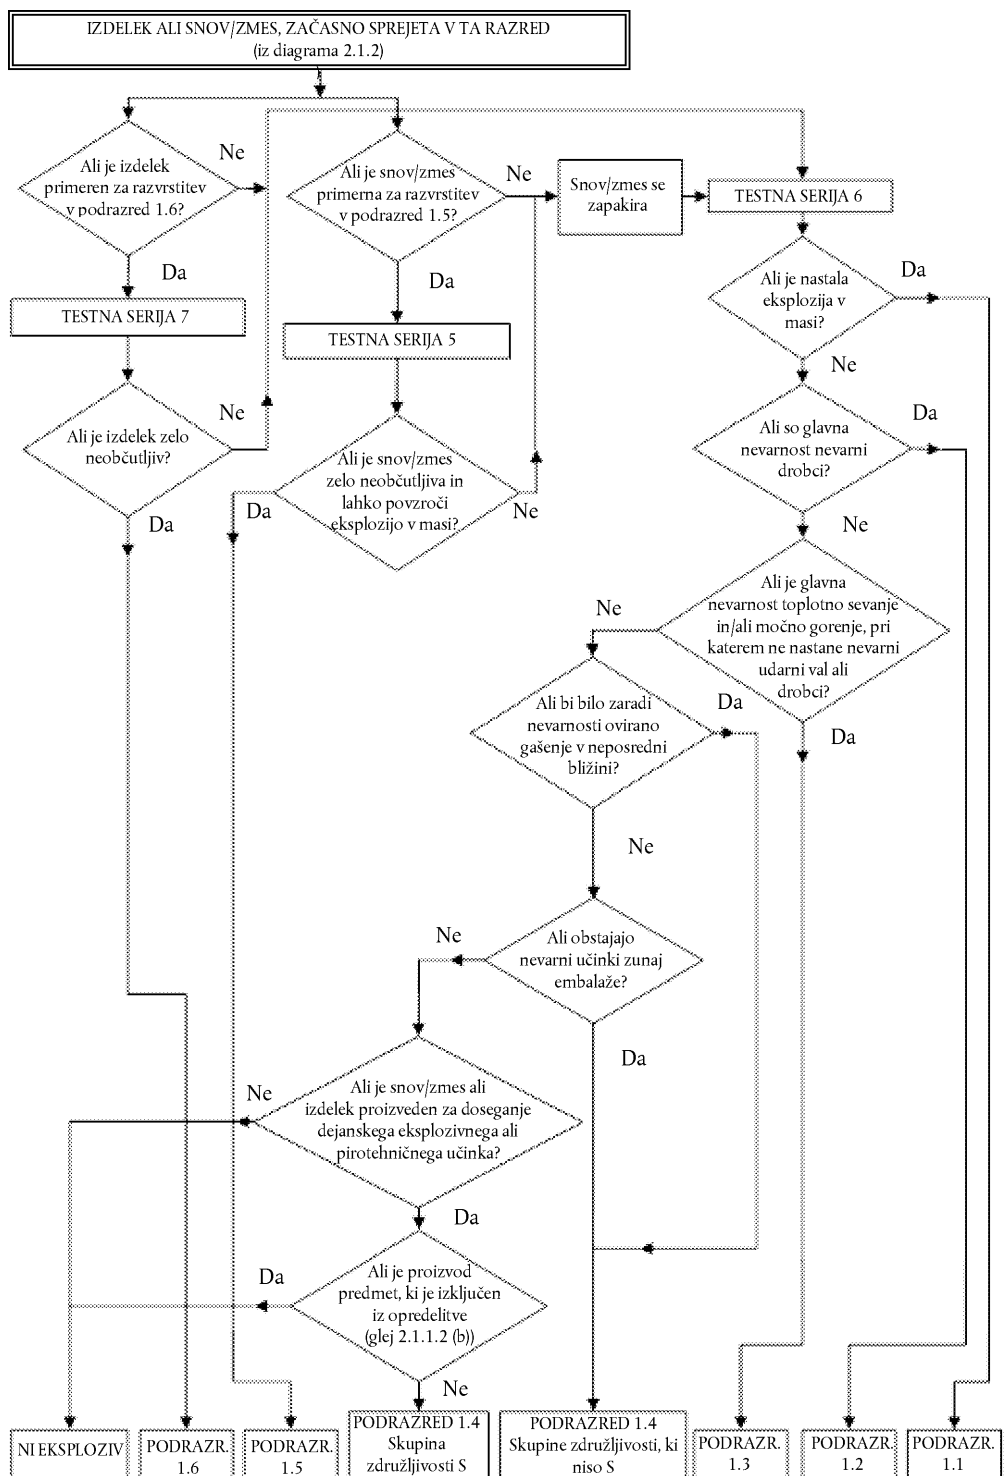 IZDELEK ALI SNOV/ZMES, ZAČASNO SPREJETA V TA RAZRED
(iz diagrama 2.1.2)
Ali je izdelek
primeren za razvrstitev
v podrazred 1.6?
Ne
Da
TESTNA SERIJA 7
Ali je izdelek zelo
neobčutljiv?
Ne
Da
Ali je snov/zmes
primerna za razvrstitev
v podrazred 1.5?
Ne
Da
TESTNA SERIJA 5
Ali je snov/zmes
zelo neobčutljiva in
lahko povzroči
eksplozijo v masi?
Da
Ne
Snov/zmes se
zapakira
TESTNA SERIJA 6
Ali je nastala
eksplozija v
masi?
Da
Ne
Ali so glavna
nevarnost nevarni
drobci?
Da
Ne
Ali je glavna
nevarnost toplotno sevanje
in/ali močno gorenje, pri
katerem ne nastane nevarni
udarni val ali
drobci?
Ne
Da
Ali bi bilo zaradi
nevarnosti ovirano
gašenje v neposredni
bližini?
Da
Ne
Ali obstajajo
nevarni učinki zunaj
embalaže?
Ne
Da
Ali je snov/zmes ali
izdelek proizveden za doseganje
dejanskega eksplozivnega ali
pirotehničnega učinka?
Ne
Da
Ali je proizvod
predmet, ki je izključen
iz opredelitve
(glej 2.1.1.2 (b))
Da
Ne
NI EKSPLOZIV
PODRAZR.
1.6
PODRAZR.
1.5
PODRAZRED 1.4
Skupina
združljivosti S
PODRAZRED 1.4
Skupine združljivosti, ki
niso S
PODRAZR.
1.3
PODRAZR.
1.2
PODRAZR.
1.1